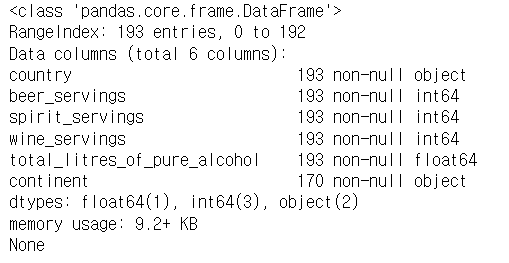 <class 'pandas.core.frame.DataFrame'>
RangeIndex: 193 entries, 0 to 192
Data columns (total 6 columns):
country                         193 non-null object
beer_servings                   193 non-null int64
spirit_servings                 193 non-null int64
wine_servings                   193 non-null int64
total_litres_of_pure_alcohol    193 non-null float64
continent                       170 non-null object
dtypes: float64(1), int64(3), object(2)
memory usage: 9.2+ KB
None